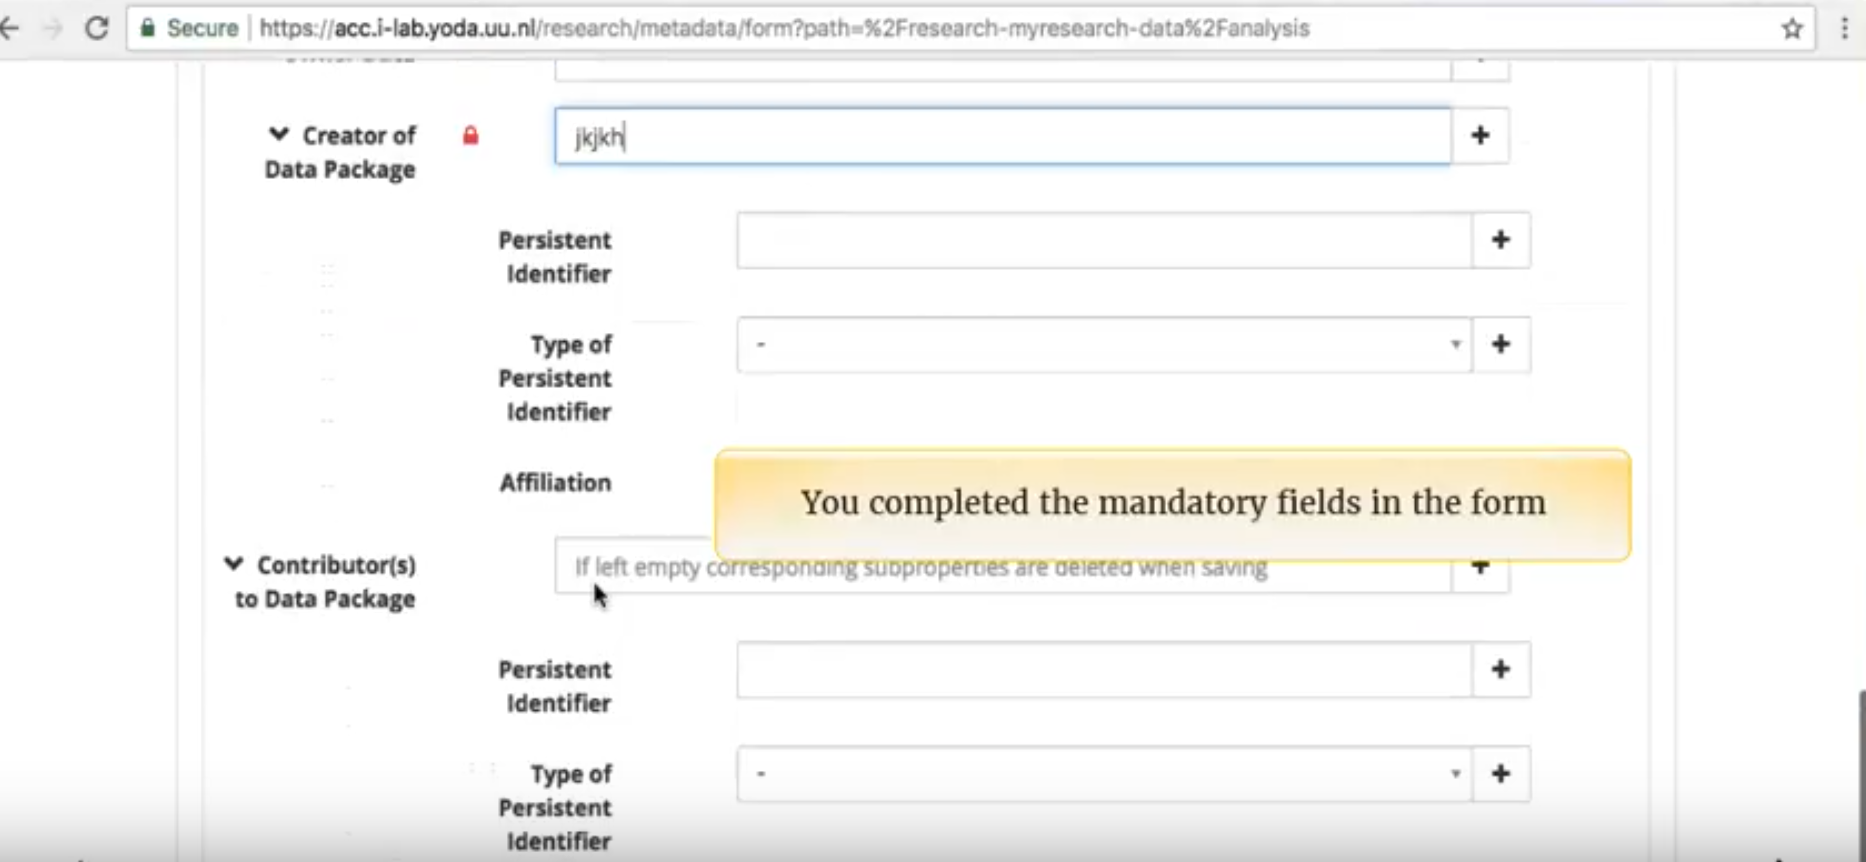 Secure https://acc.i-lab.yoda.uu.nl/research/metadata/form?path=%2Fresearch-myresearch-data%2Fanalysis
Creator of
Data Package
jkjkh
+
Persistent
Identifier
+
Type of
Persistent
Identifier
-
+
Affiliation
You completed the mandatory fields in the form
Contributor(s)
to Data Package
If left empty corresponding subproperties are deleted when saving
+
Persistent
Identifier
+
Type of
Persistent
Identifier
-
+